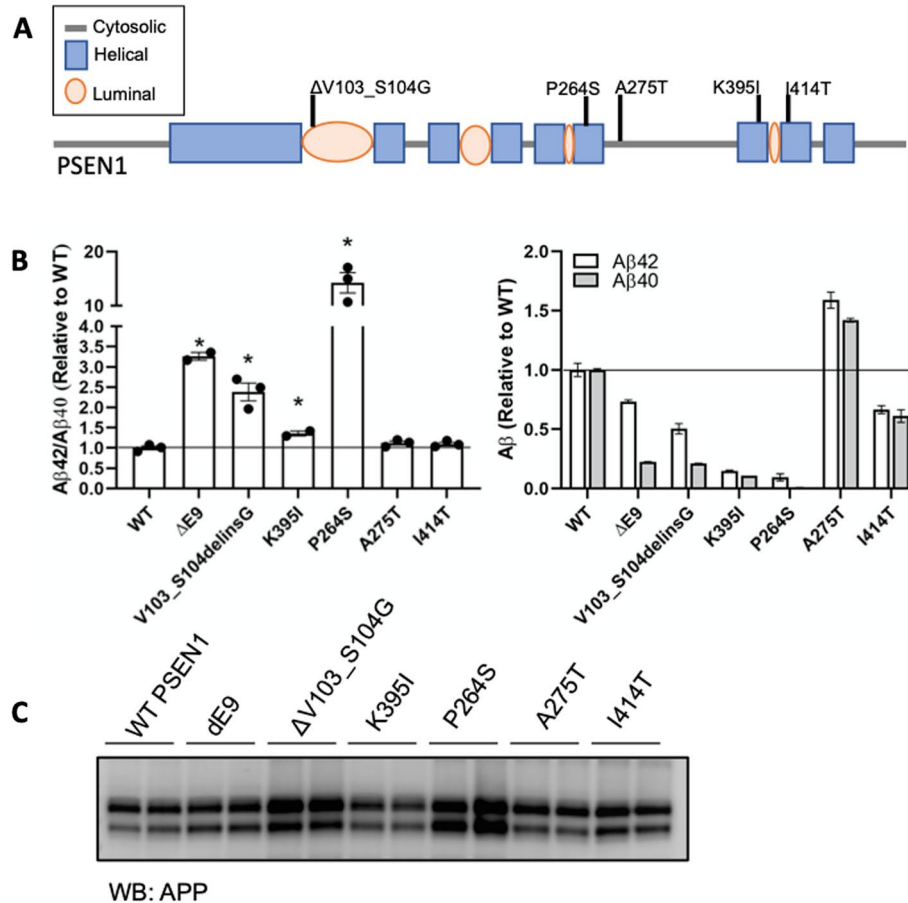 A
Cytosolic
Helical
Luminal
ΔV103_S104G
P264S
A275T
K395I
I414T
PSEN1
B
Aβ42/Aβ40 (Relative to WT)
20
10
4.0
3.5
3.0
2.5
2.0
1.5
1.0
0.5
0.0
*
*
*
*
WT
ΔE9
V103_S104delinsG
K395I
P264S
A275T
I414T
Aβ (Relative to WT)
2.0
1.5
1.0
0.5
0.0
Aβ42
Aβ40
WT
ΔE9
V103_S104delinsG
K395I
P264S
A275T
I414T
C
WT PSEN1
dE9
ΔV103_S104G
K395I
P264S
A275T
I414T
WB: APP